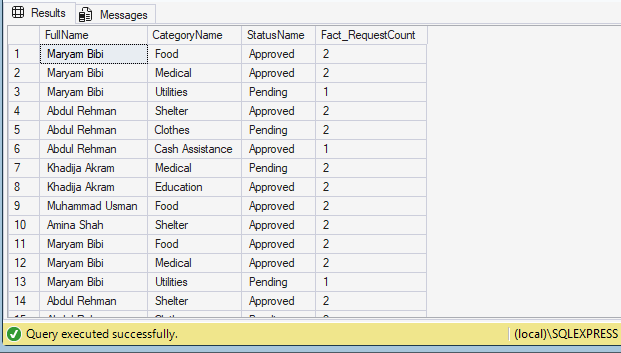 Results Messages
FullName CategoryName StatusName Fact_RequestCount
1 Maryam Bibi Food Approved 2
2 Maryam Bibi Medical Approved 2
3 Maryam Bibi Utilities Pending 1
4 Abdul Rehman Shelter Approved 2
5 Abdul Rehman Clothes Pending 2
6 Abdul Rehman Cash Assistance Approved 1
7 Khadija Akram Medical Pending 2
8 Khadija Akram Education Approved 2
9 Muhammad Usman Food Approved 2
10 Amina Shah Shelter Approved 2
11 Maryam Bibi Food Approved 2
12 Maryam Bibi Medical Approved 2
13 Maryam Bibi Utilities Pending 1
14 Abdul Rehman Shelter Approved 2
Query executed successfully. (local)\SQLEXPRESS